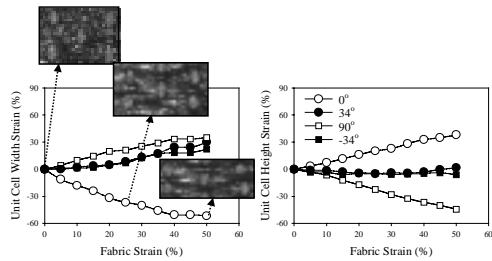 90
60
30
0
-30
-60
Unit Cell Width Strain (%)
0 10 20 30 40 50 60
Fabric Strain (%)
90
60
30
0
-30
-60
Unit Cell Height Strain (%)
0°
34°
90°
-34°
0 10 20 30 40 50 60
Fabric Strain (%)